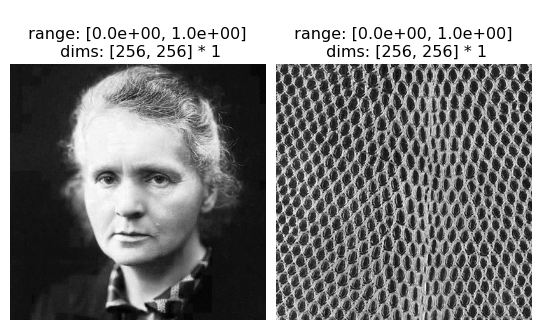 range: [0.0e+00, 1.0e+00]
dims: [256, 256] * 1
range: [0.0e+00, 1.0e+00]
dims: [256, 256] * 1